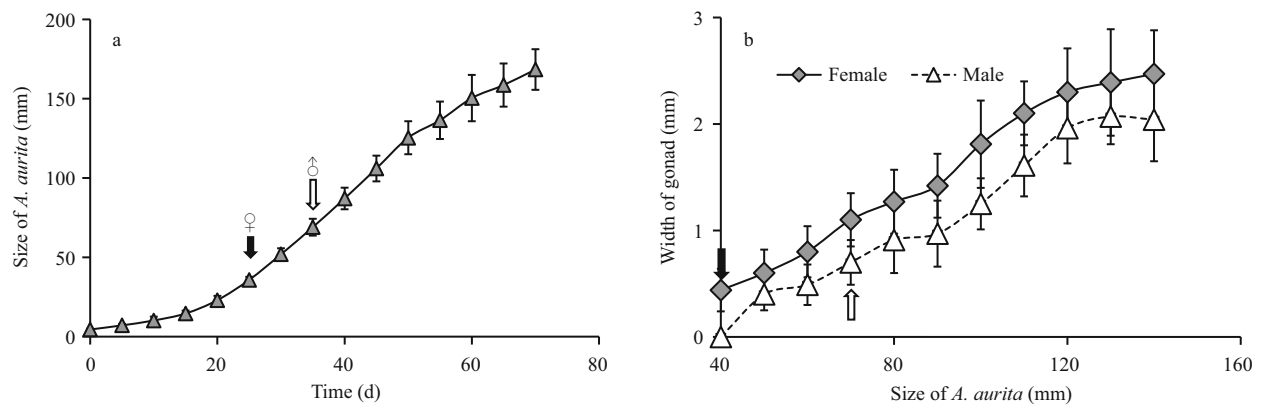 200
150
100
50
0
0
20
40
60
80
Size of A. aurita (mm)
Time (d)
a
♀
♂
3
2
1
0
40
80
120
160
Width of gonad (mm)
Size of A. aurita (mm)
b
Female
Male